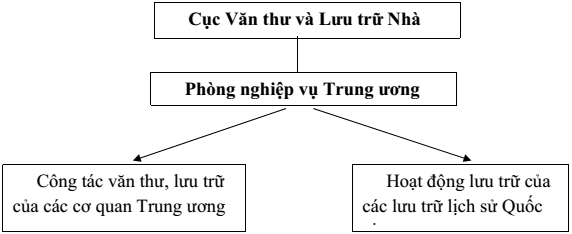 Cục Văn thư và Lưu trữ Nhà
Phòng nghiệp vụ Trung ương
Công tác văn thư, lưu trữ
của các cơ quan Trung ương
Hoạt động lưu trữ của
các lưu trữ lịch sử Quốc